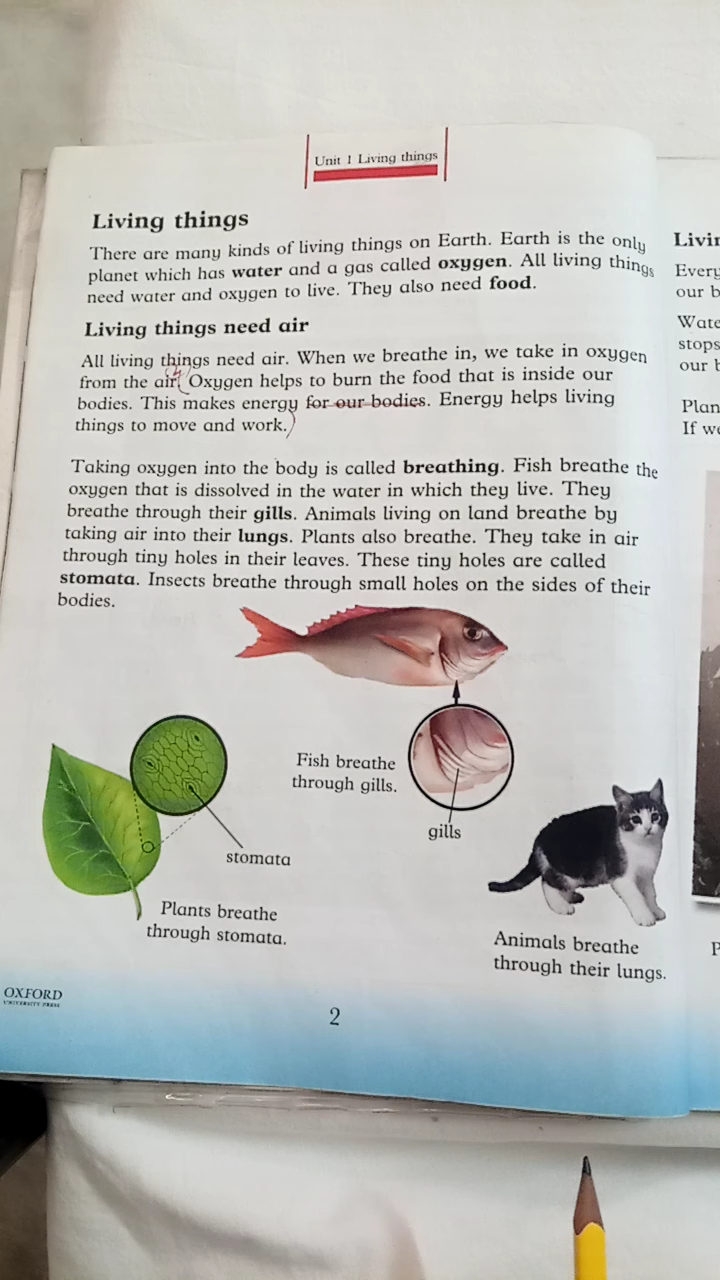 Unit 1 Living things
Living things
There are many kinds of living things on Earth. Earth is the only
planet which has water and a gas called oxygen. All living things
need water and oxygen to live. They also need food.
Living things need air
All living things need air. When we breathe in, we take in oxygen
from the air. Oxygen helps to burn the food that is inside our
bodies. This makes energy for our bodies. Energy helps living
things to move and work.
Taking oxygen into the body is called breathing. Fish breathe the
oxygen that is dissolved in the water in which they live. They
breathe through their gills. Animals living on land breathe by
taking air into their lungs. Plants also breathe. They take in air
through tiny holes in their leaves. These tiny holes are called
stomata. Insects breathe through small holes on the sides of their
bodies.
Fish breathe
through gills.
gills
stomata
Plants breathe
through stomata.
Animals breathe
through their lungs.
OXFORD
UNIVERSITY PRESS
2
Every
our b
stops
our b
If we